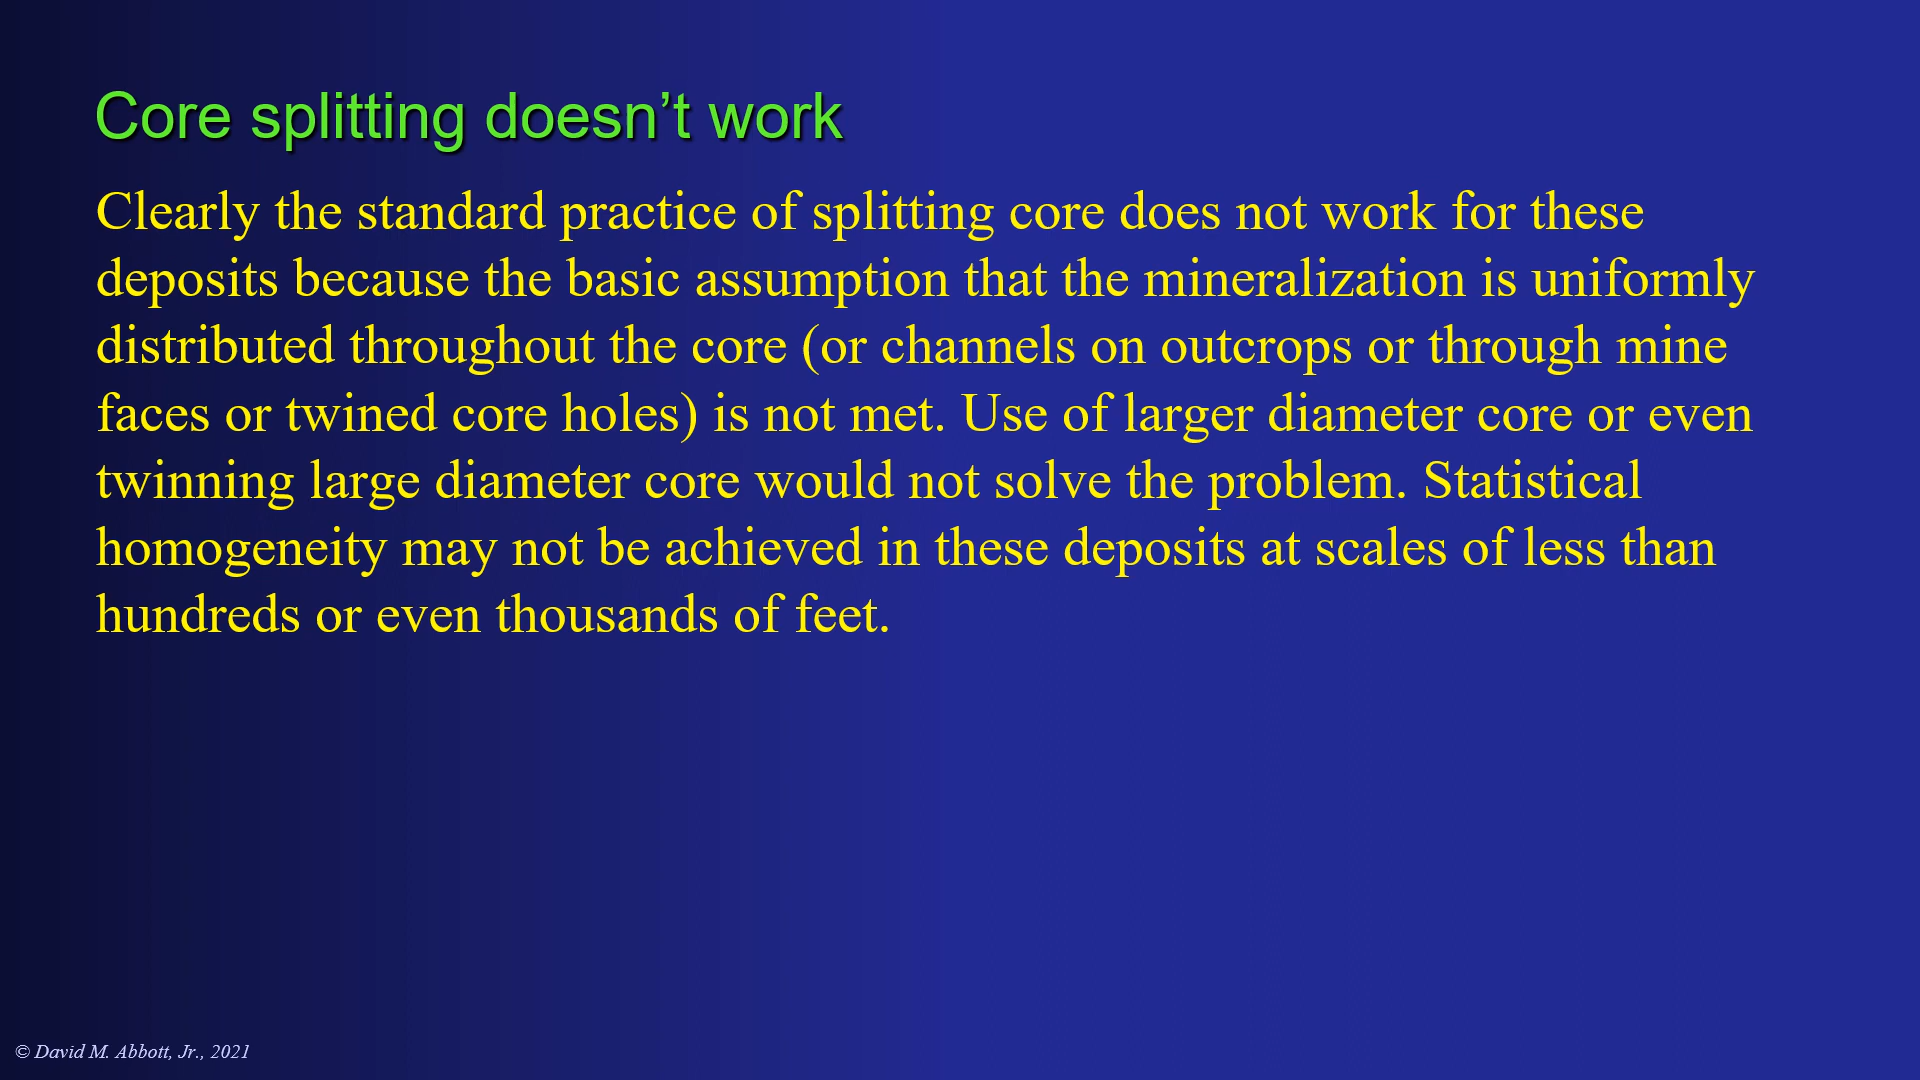 Core splitting doesn’t work
Clearly the standard practice of splitting core does not work for these
deposits because the basic assumption that the mineralization is uniformly
distributed throughout the core (or channels on outcrops or through mine
faces or twined core holes) is not met. Use of larger diameter core or even
twinning large diameter core would not solve the problem. Statistical
homogeneity may not be achieved in these deposits at scales of less than
hundreds or even thousands of feet.
© David M. Abbott, Jr., 2021